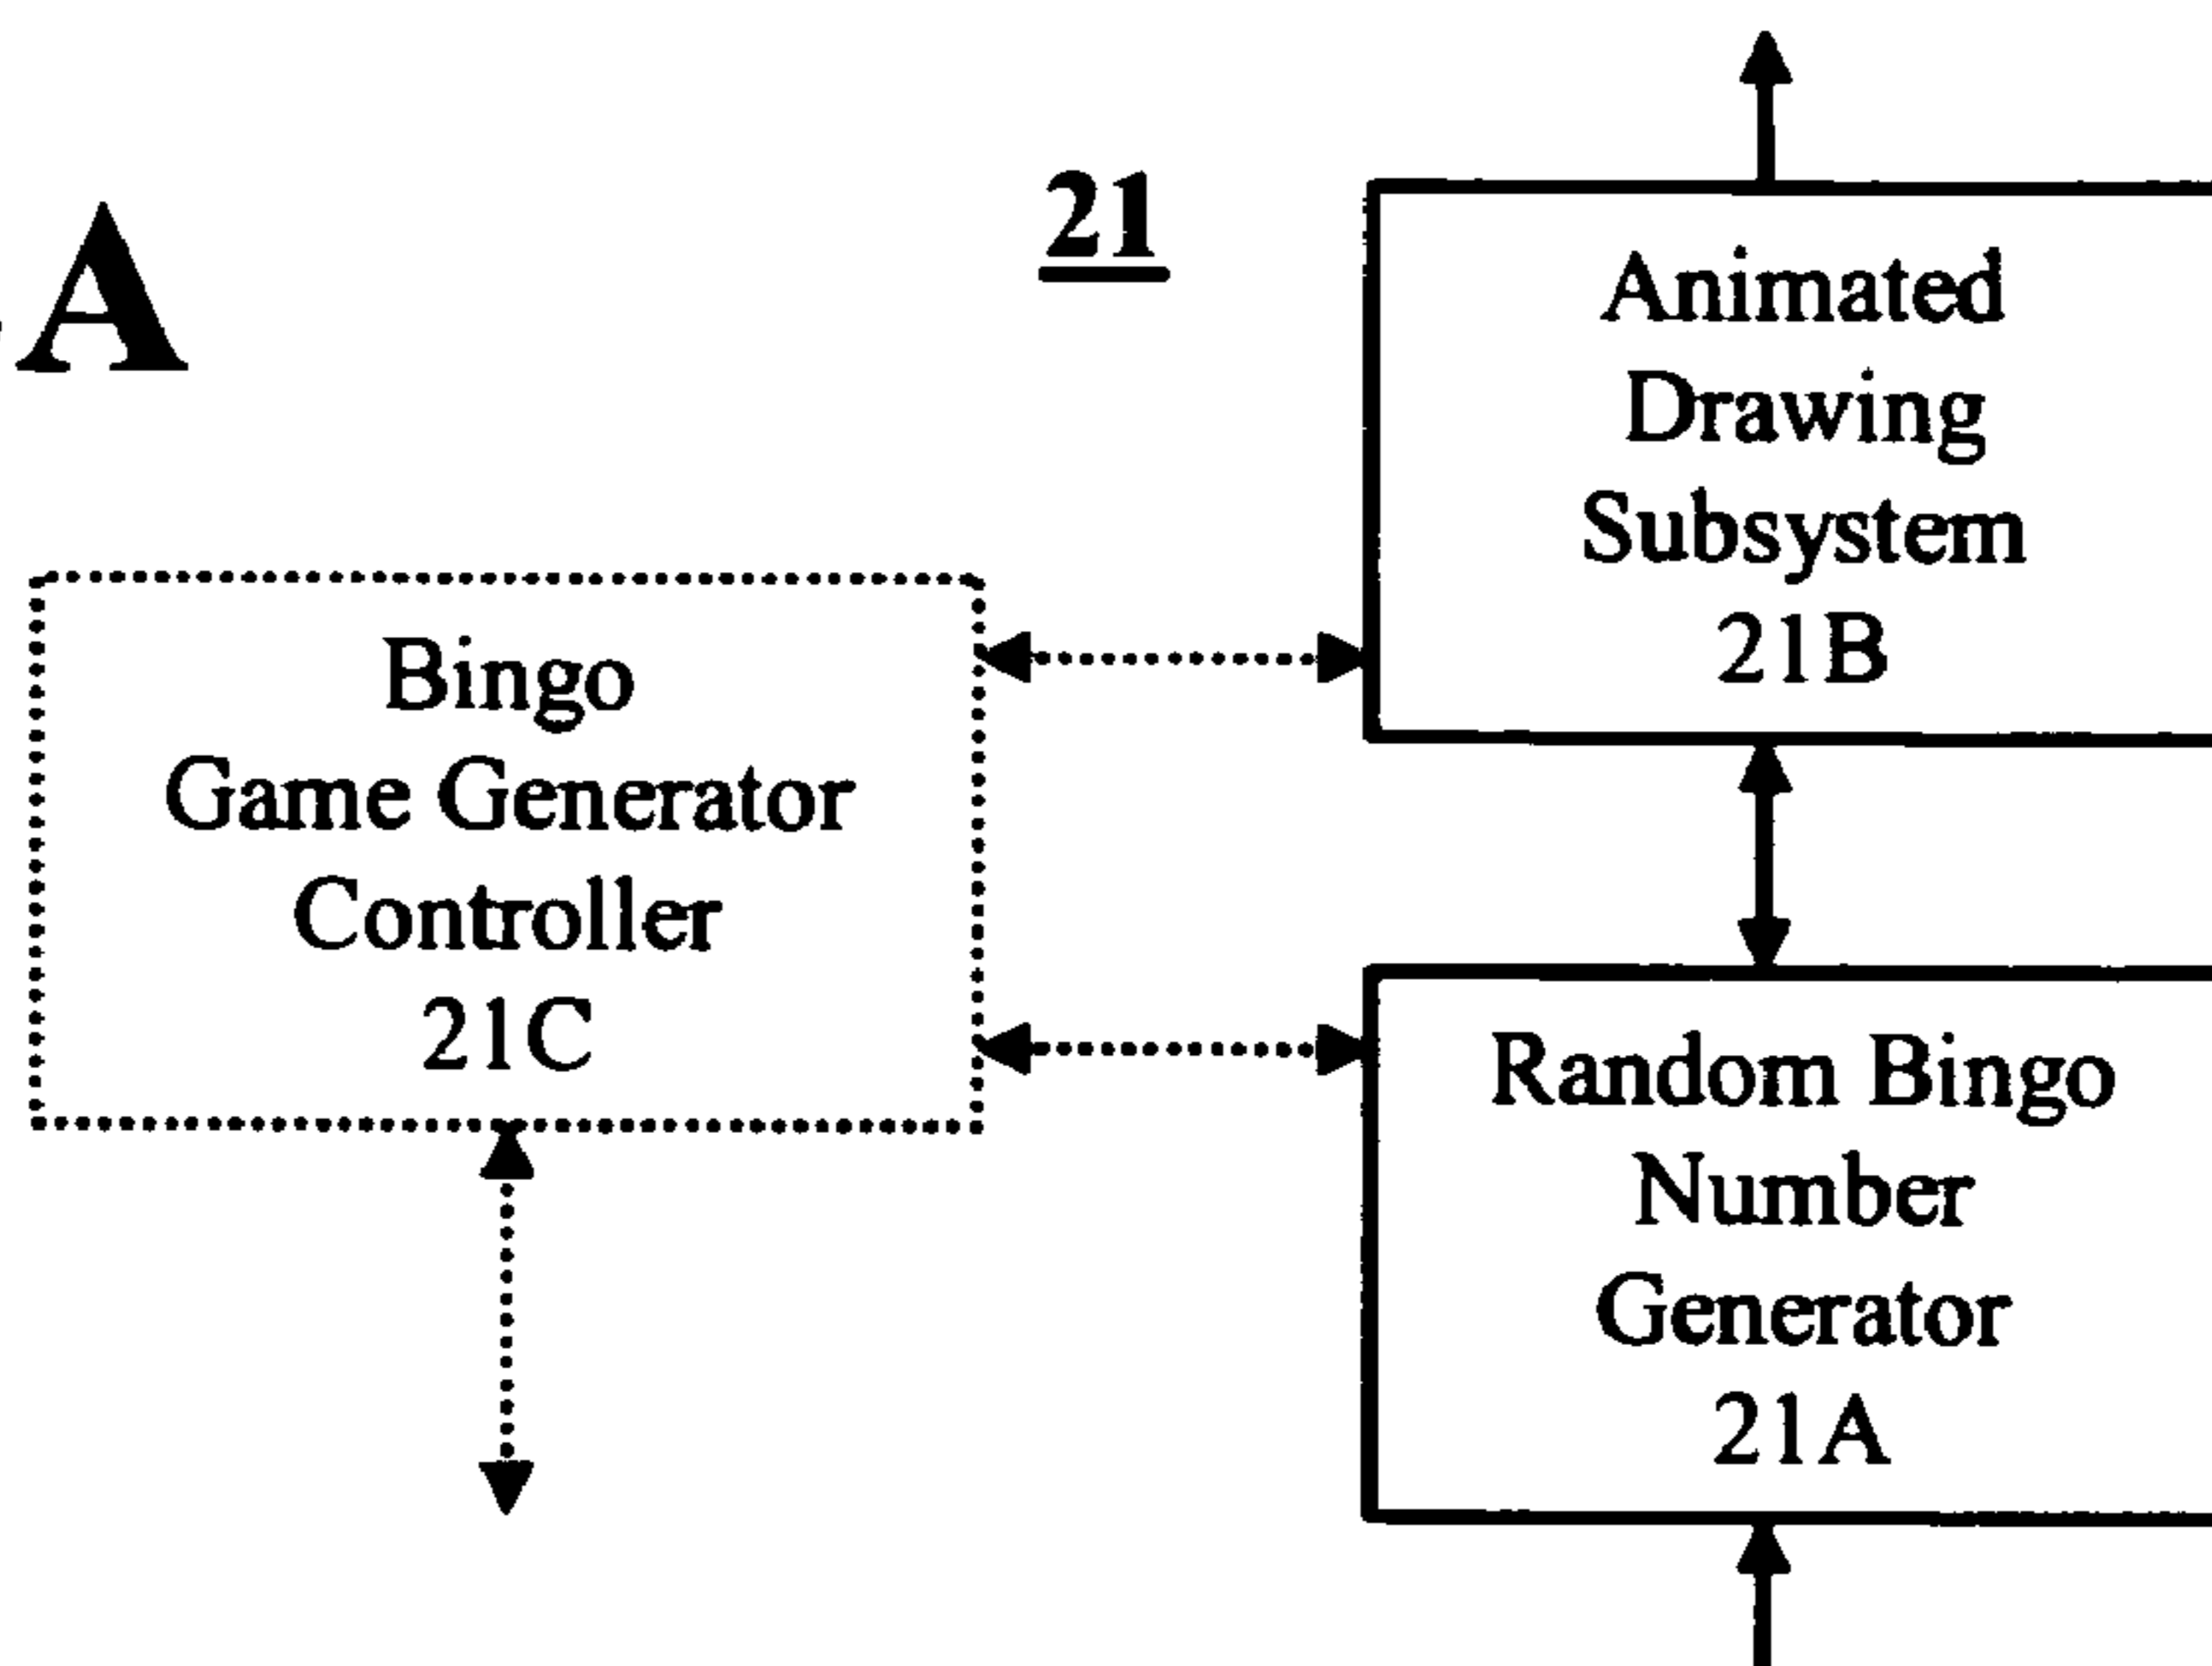 A
21
Animated
Drawing
Subsystem
21B
Bingo
Game Generator
Controller
21C
Random Bingo
Number
Generator
21A